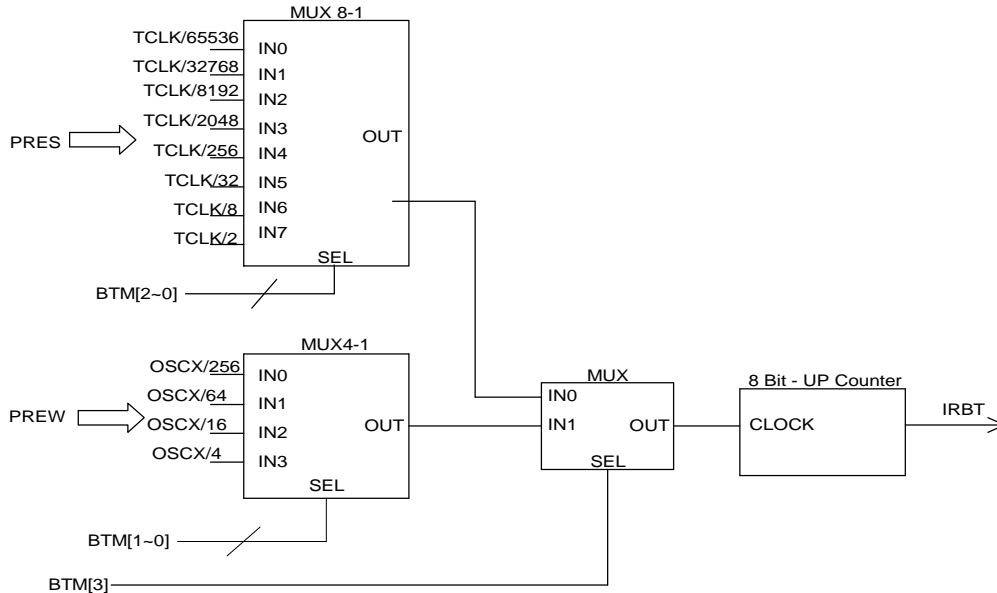 MUX 8-1
TCLK/65536
IN0
TCLK/32768
IN1
TCLK/8192
IN2
TCLK/2048
IN3
PRES
OUT
TCLK/256
IN4
TCLK/32
IN5
TCLK/8
IN6
TCLK/2
IN7
SEL
BTM[2~0]
MUX4-1
OSCX/256
IN0
OSCX/64
IN1
PREW
OSCX/16
IN2
OUT
OSCX/4
IN3
SEL
BTM[1~0]
MUX
IN0
IN1
OUT
SEL
8 Bit - UP Counter
CLOCK
IRBT
BTM[3]